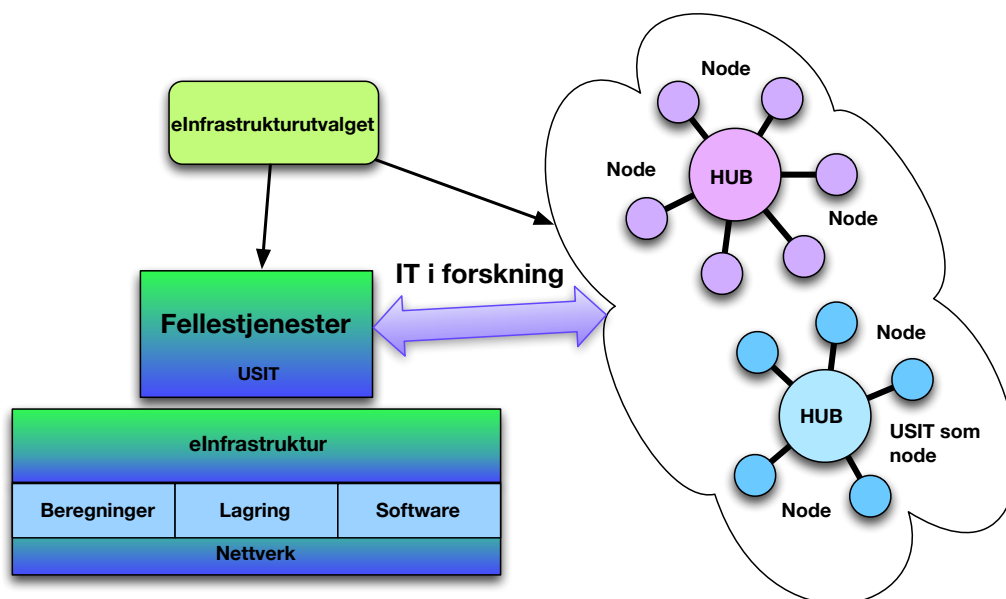 eInfrastrukturutvalget
IT i forskning
Fellestjenester
USIT
eInfrastruktur
Beregninger
Lagring
Software
Nettverk
Node
Node
HUB
Node
Node
HUB
USIT som
node
Node